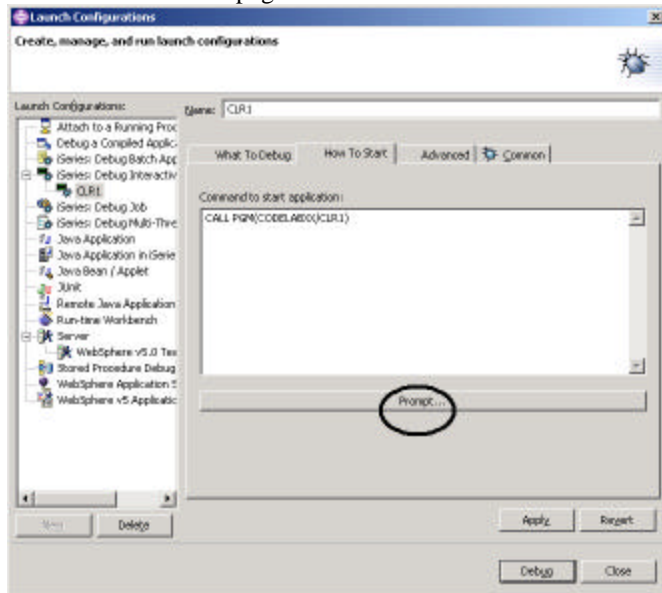 page
Launch Configurations
Create, manage, and run launch configurations
Launch Configurations:
Name: CLR1
Attach to a Running Proc
Debug a Compiled Applic
iSeries: Debug Batch App
iSeries: Debug Interactiv
CLR1
iSeries: Debug Job
iSeries: Debug Multi-Thre
Java Application
Java Application in iSerie
Java Bean / Applet
JUnit
Remote Java Application
Run-time Workbench
Server
WebSphere v5.0 Tes
Stored Procedure Debug
WebSphere Application S
WebSphere v5 Applicatic
What To Debug How To Start Advanced Common
Command to start application:
CALL PGM(CODELABXX/CLR1)
Prompt...
New Delete
Apply Revert
Debug Close